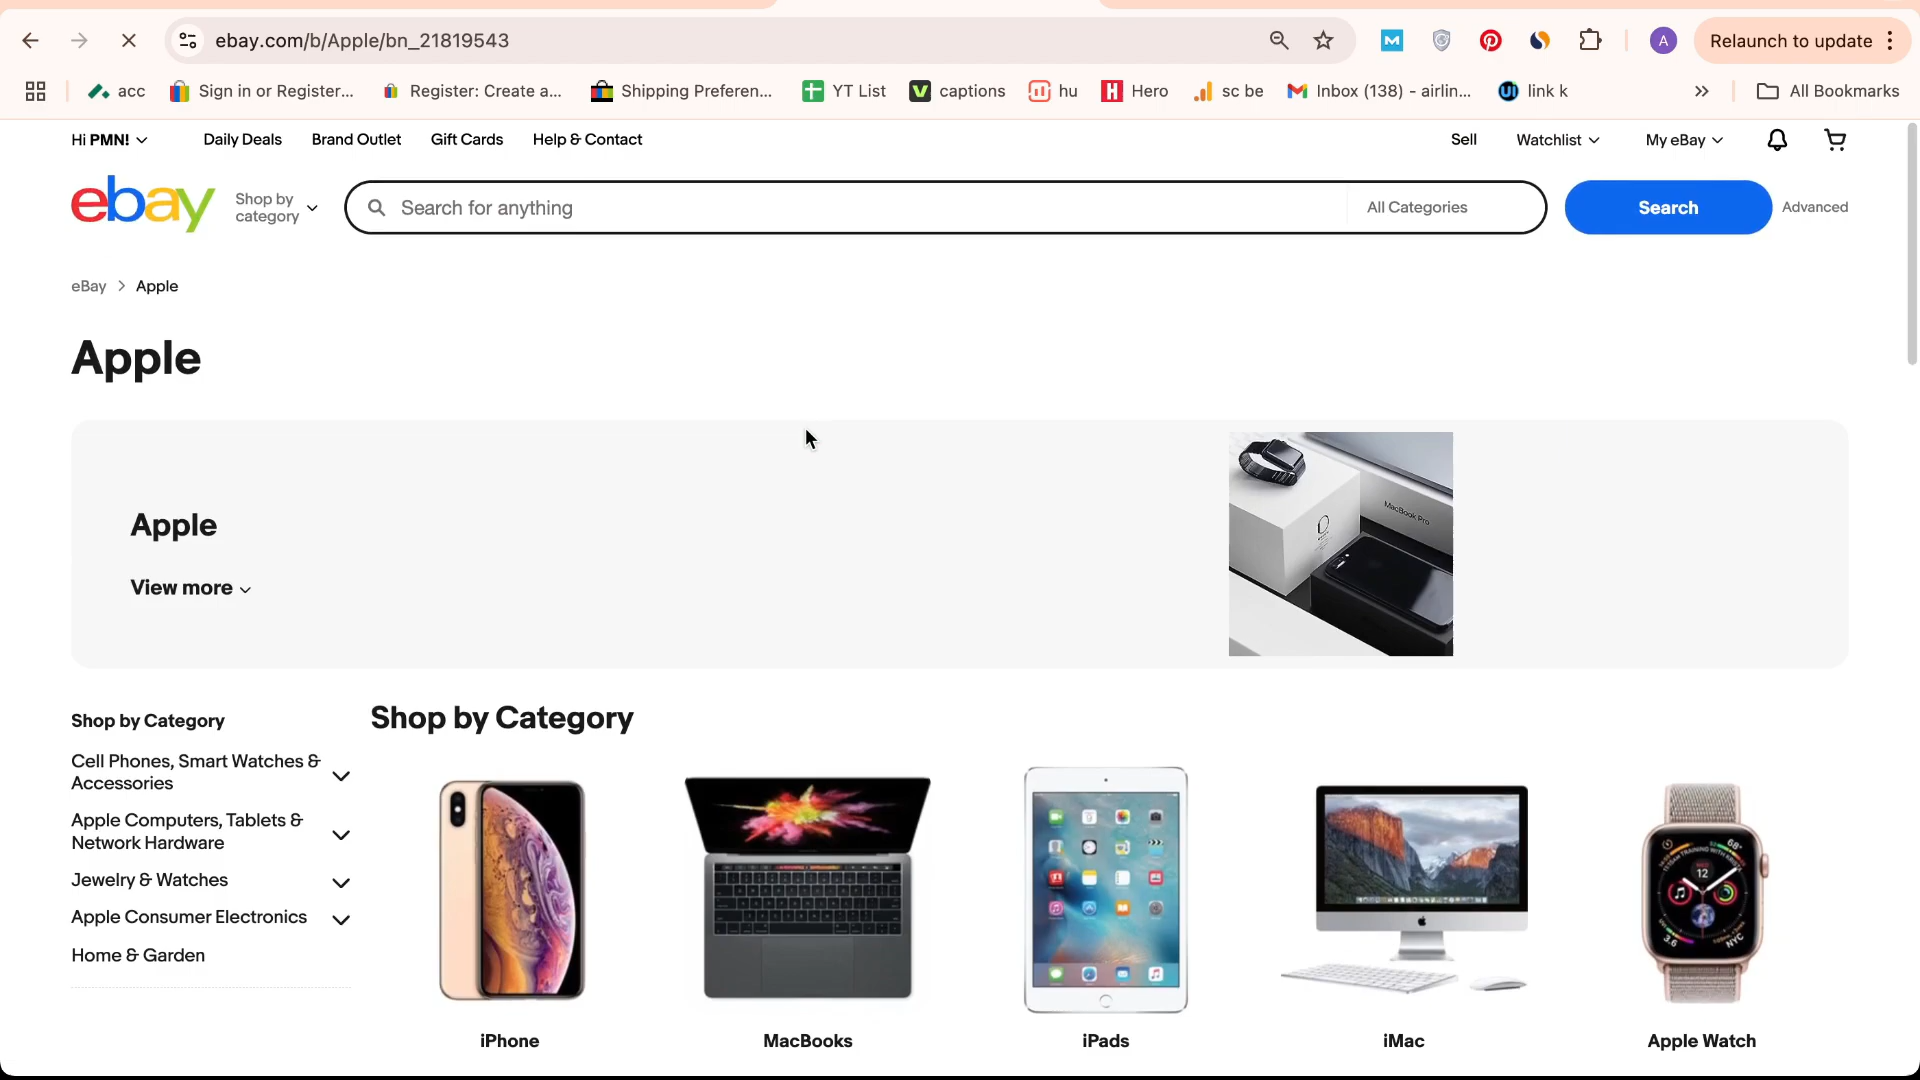 ebay.com/b/Apple/bn_21819543
A
Relaunch to update
acc
Sign in or Register...
Register: Create a...
Shipping Preferen...
YT List
captions
hu
Hero
sc be
Inbox (138) - airlin...
link k
All Bookmarks
Hi PMN!
Daily Deals
Brand Outlet
Gift Cards
Help & Contact
Sell
Watchlist
My eBay
ebay
Shop by
category
Search for anything
All Categories
Search
Advanced
eBay
Apple
Apple
Apple
View more
MacBook Pro
Shop by Category
Cell Phones, Smart Watches &
Accessories
Apple Computers, Tablets &
Network Hardware
Jewelry & Watches
Apple Consumer Electronics
Home & Garden
Shop by Category
iPhone
MacBooks
iPads
iMac
Apple Watch